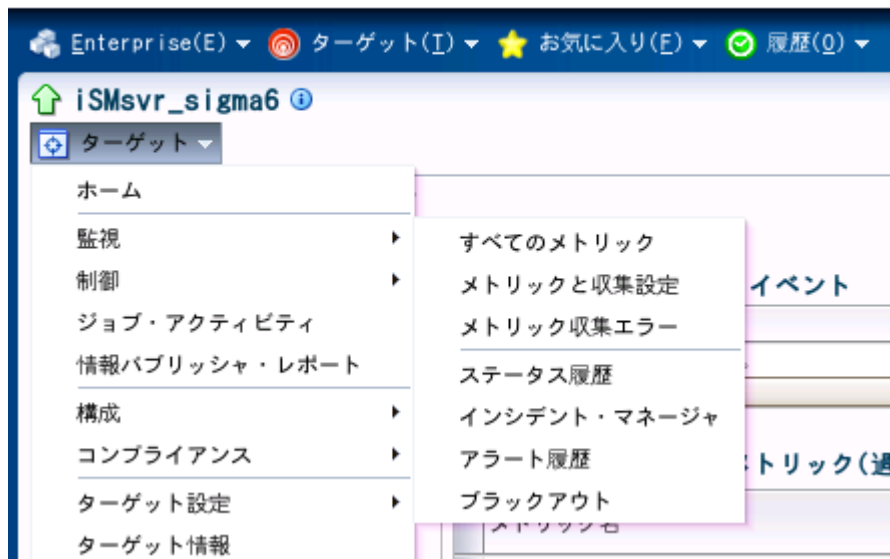 Enterprise(E) ターゲット(T) お気に入り(F) 履歴(O)
iSMsvr_sigma6
ターゲット
ホーム
監視
制御
ジョブ・アクティビティ
情報パブリッシャ・レポート
構成
コンプライアンス
ターゲット設定
ターゲット情報
すべてのメトリック
メトリックと収集設定
メトリック収集エラー
ステータス履歴
インシデント・マネージャ
アラート履歴
ブラックアウト
イベント
トリック(過
メトリック名